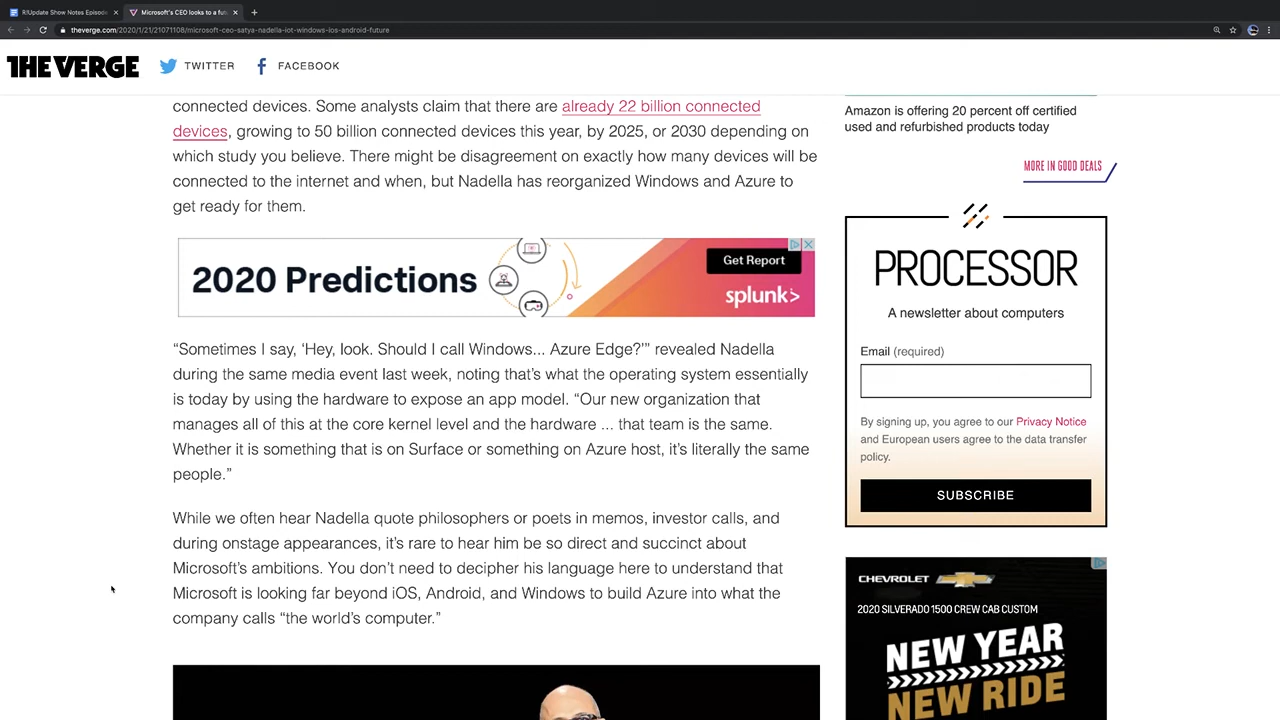 R!Update Show Notes Episode
Microsoft's CEO looks to a fu
theverge.com/2020/1/21/21071108/microsoft-ceo-satya-nadella-iot-windows-ios-android-future
THE VERGE
TWITTER
FACEBOOK
connected devices. Some analysts claim that there are already 22 billion connected
devices, growing to 50 billion connected devices this year, by 2025, or 2030 depending on
which study you believe. There might be disagreement on exactly how many devices will be
connected to the internet and when, but Nadella has reorganized Windows and Azure to
get ready for them.
2020 Predictions
Get Report
splunk>
“Sometimes I say, ‘Hey, look. Should I call Windows... Azure Edge?’” revealed Nadella
during the same media event last week, noting that’s what the operating system essentially
is today by using the hardware to expose an app model. “Our new organization that
manages all of this at the core kernel level and the hardware ... that team is the same.
Whether it is something that is on Surface or something on Azure host, it’s literally the same
people.”
While we often hear Nadella quote philosophers or poets in memos, investor calls, and
during onstage appearances, it’s rare to hear him be so direct and succinct about
Microsoft’s ambitions. You don’t need to decipher his language here to understand that
Microsoft is looking far beyond iOS, Android, and Windows to build Azure into what the
company calls “the world’s computer.”
Amazon is offering 20 percent off certified
used and refurbished products today
MORE IN GOOD DEALS
PROCESSOR
A newsletter about computers
Email (required)
By signing up, you agree to our Privacy Notice
and European users agree to the data transfer
policy.
SUBSCRIBE
CHEVROLET
2020 SILVERADO 1500 CREW CAB CUSTOM
NEW YEAR
NEW RIDE